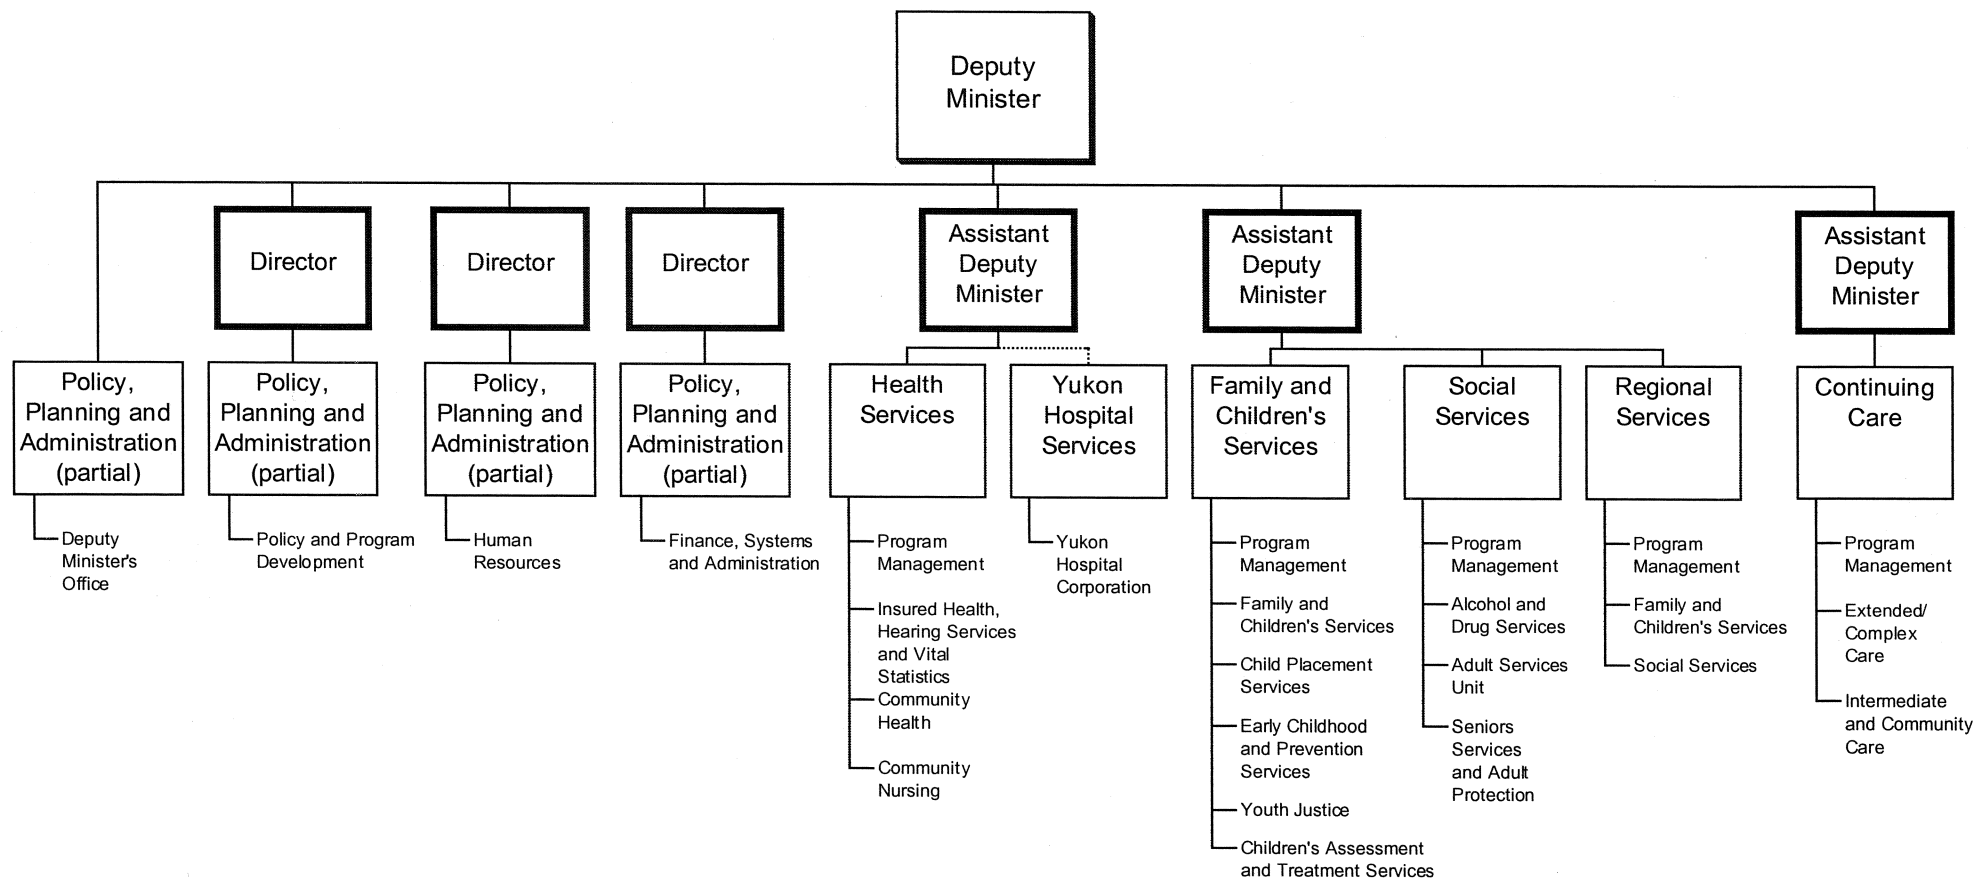 Deputy
Minister
Director
Director
Director
Assistant
Deputy
Minister
Assistant
Deputy
Minister
Assistant
Deputy
Minister
Policy,
Planning and
Administration
(partial)
Policy,
Planning and
Administration
(partial)
Policy,
Planning and
Administration
(partial)
Policy,
Planning and
Administration
(partial)
Health
Services
Yukon
Hospital
Services
Family and
Children's
Services
Social
Services
Regional
Services
Continuing
Care
Deputy
Minister's
Office
Policy and Program
Development
Human
Resources
Finance, Systems
and Administration
Program
Management
Insured Health,
Hearing Services
and Vital
Statistics
Community
Health
Community
Nursing
Yukon
Hospital
Corporation
Program
Management
Family and
Children's Services
Child Placement
Services
Early Childhood
and Prevention
Services
Youth Justice
Children's Assessment
and Treatment Services
Program
Management
Alcohol and
Drug Services
Adult Services
Unit
Seniors
Services
and Adult
Protection
Program
Management
Family and
Children's Services
Social Services
Program
Management
Extended/
Complex
Care
Intermediate
and Community
Care